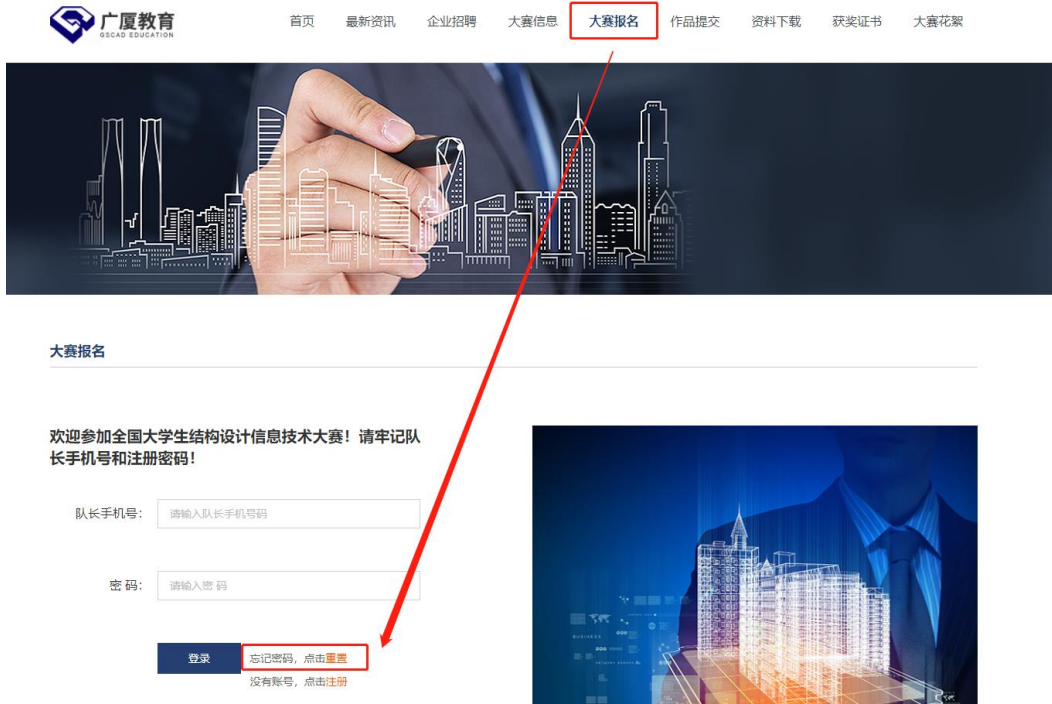 广厦教育
GSCAD EDUCATION
首页 最新资讯 企业招聘 大赛信息 大赛报名 作品提交 资料下载 获奖证书 大赛花絮
大赛报名
欢迎参加全国大学生结构设计信息技术大赛！请牢记队
长手机号和注册密码！
队长手机号： 请输入队长手机号码
密 码： 请输入密 码
登录 忘记密码，点击重置
没有账号，点击注册
BUSINESS